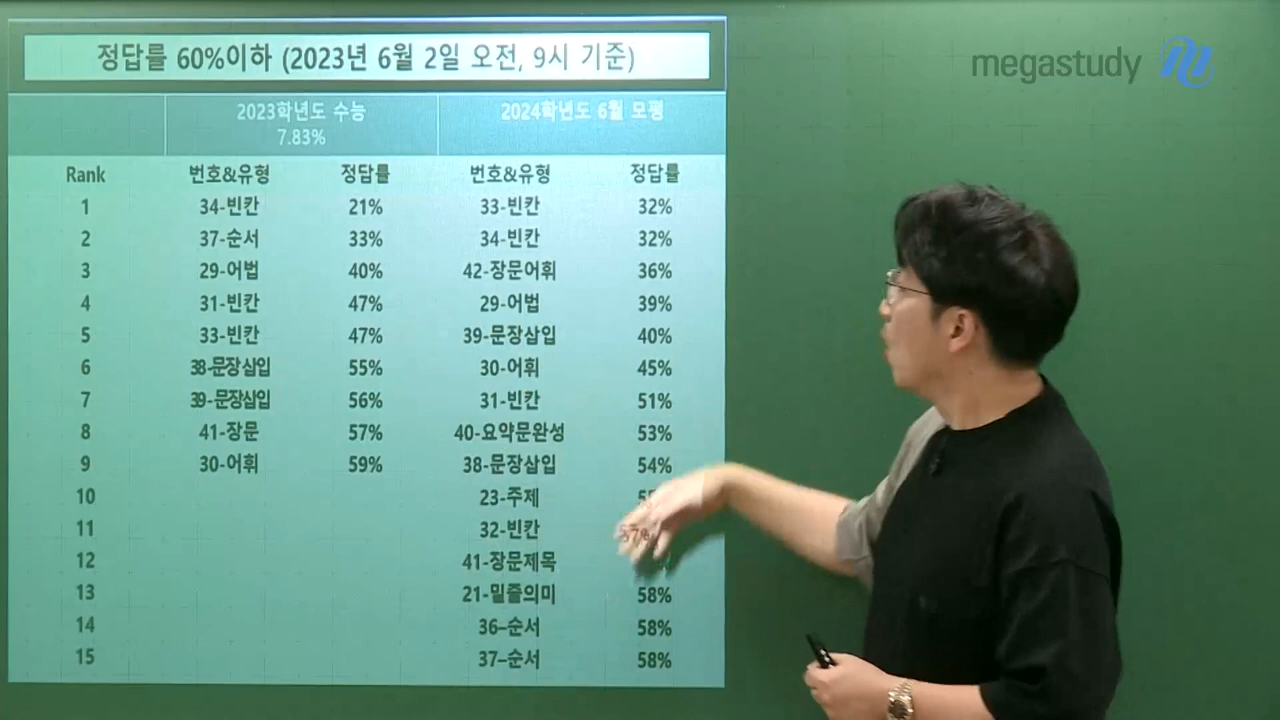 정답률 60%이하 (2023년 6월 2일 오전, 9시 기준)
megastudy
2023학년도 수능 2024학년도 6월 모평
7.83%
Rank 번호&유형 정답률 번호&유형 정답률
1 34-빈칸 21% 33-빈칸 32%
2 37-순서 33% 34-빈칸 32%
3 29-어법 40% 42-장문어휘 36%
4 31-빈칸 47% 29-어법 39%
5 33-빈칸 47% 39-문장삽입 40%
6 38-문장삽입 55% 30-어휘 45%
7 39-문장삽입 56% 31-빈칸 51%
8 41-장문 57% 40-요약문완성 53%
9 30-어휘 59% 38-문장삽입 54%
10 23-주제
11 32-빈칸
12 41-장문제목
13 21-밑줄의미 58%
14 36–순서 58%
15 37–순서 58%